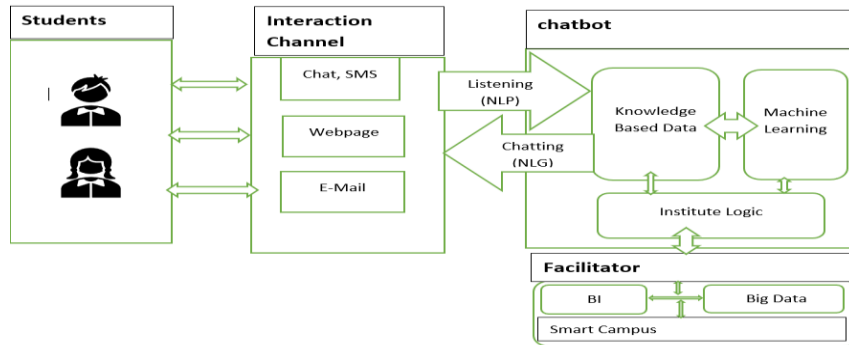 Students
Interaction
Channel
Chat, SMS
Webpage
E-Mail
Listening
(NLP)
Chatting
(NLG)
chatbot
Knowledge
Based Data
Machine
Learning
Institute Logic
Facilitator
BI
Big Data
Smart Campus